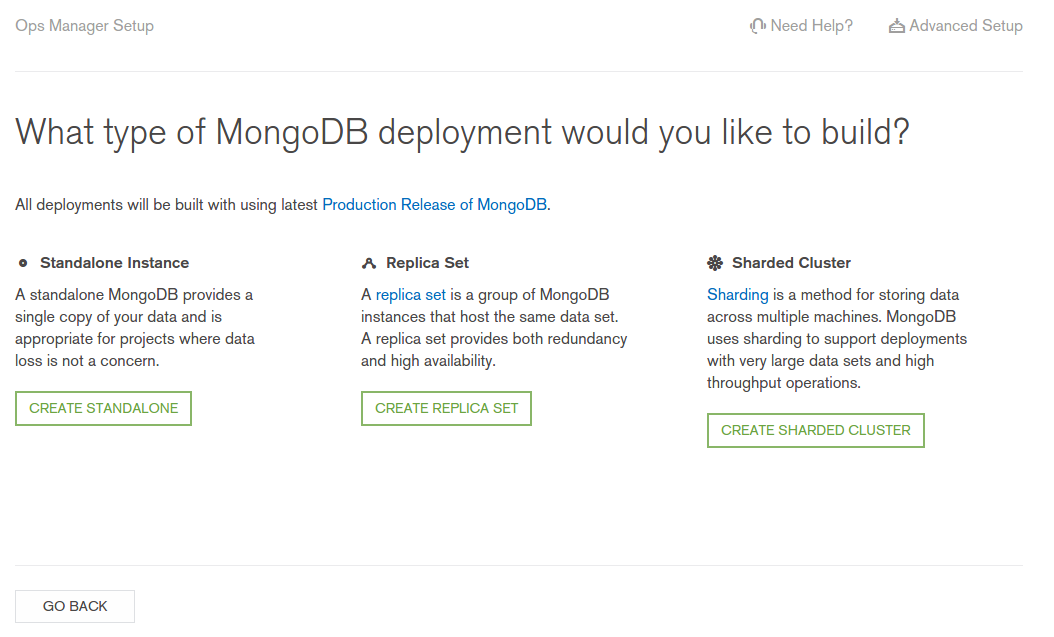 Ops Manager Setup
Need Help?
Advanced Setup
What type of MongoDB deployment would you like to build?
All deployments will be built with using latest Production Release of MongoDB.
Standalone Instance
A standalone MongoDB provides a
single copy of your data and is
appropriate for projects where data
loss is not a concern.
CREATE STANDALONE
Replica Set
A replica set is a group of MongoDB
instances that host the same data set.
A replica set provides both redundancy
and high availability.
CREATE REPLICA SET
Sharded Cluster
Sharding is a method for storing data
across multiple machines. MongoDB
uses sharding to support deployments
with very large data sets and high
throughput operations.
CREATE SHARDED CLUSTER
GO BACK